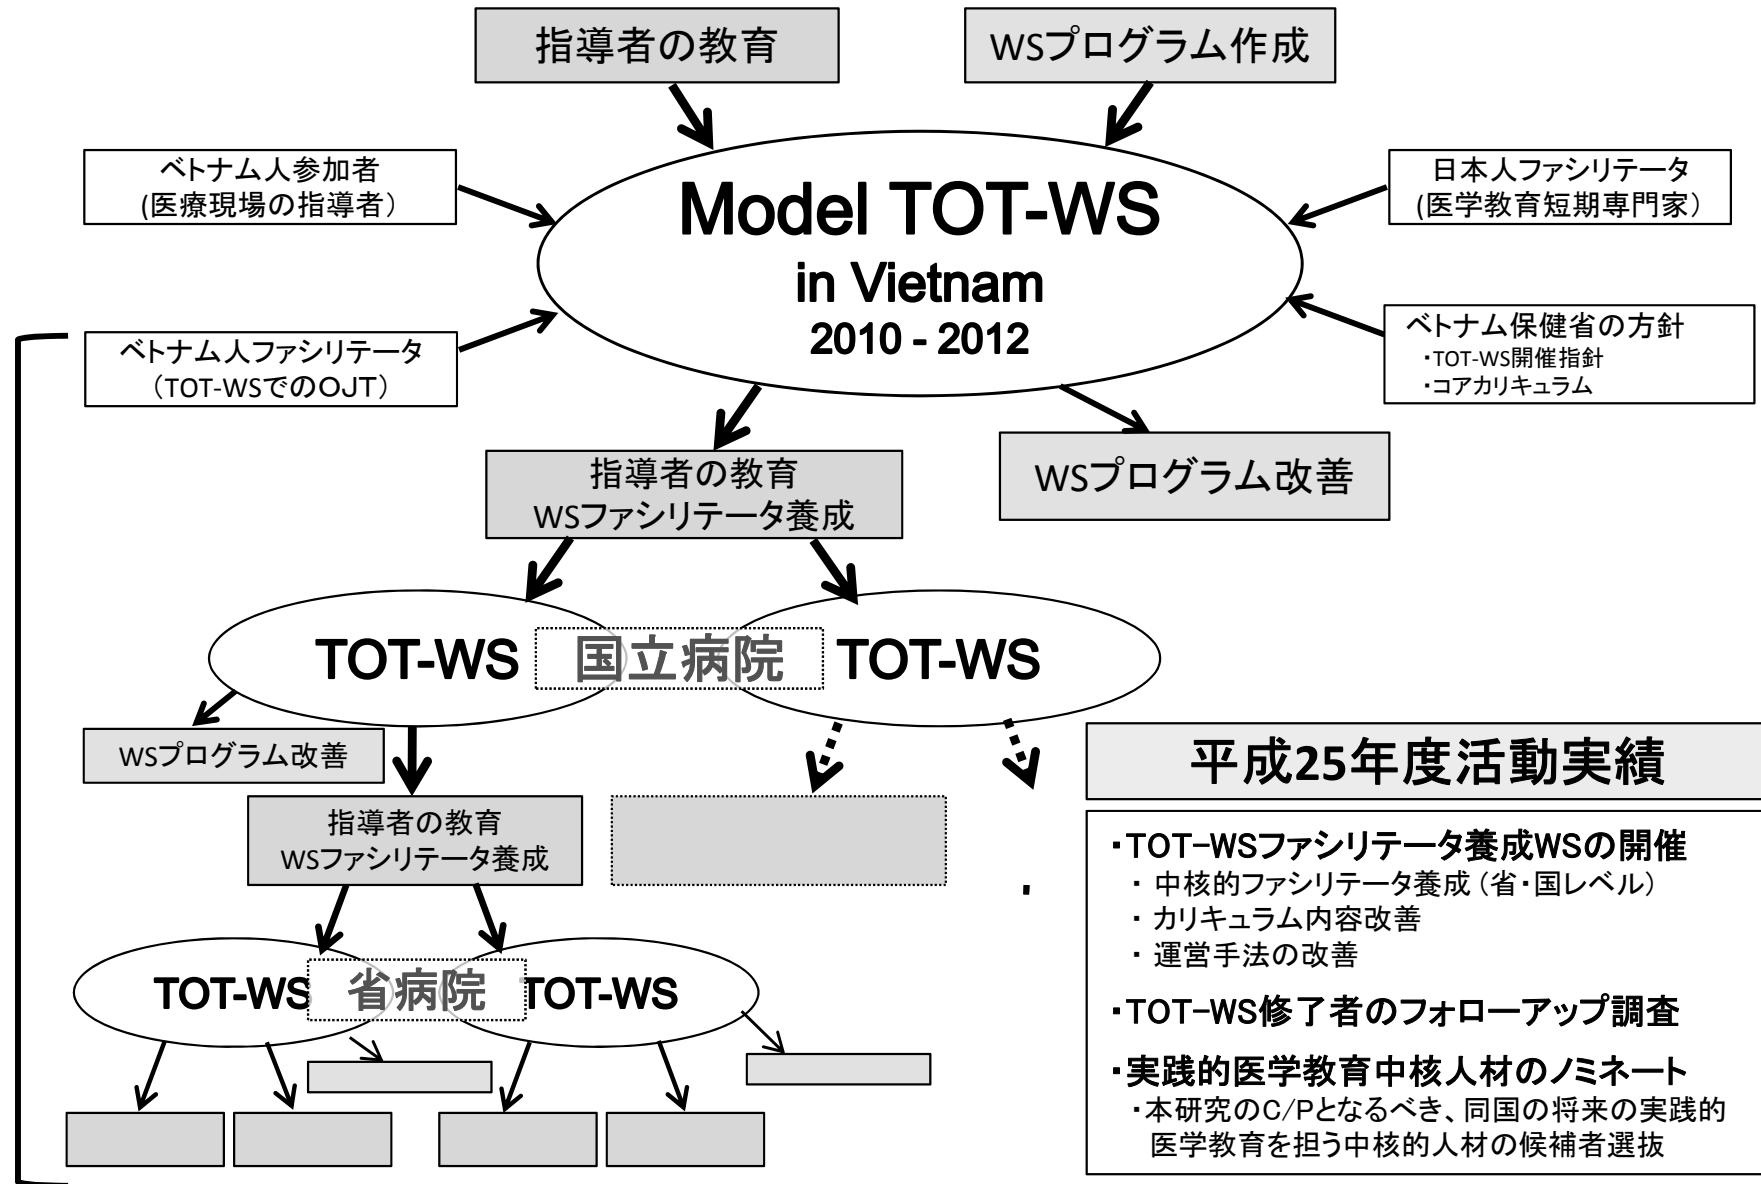 指導者の教育
WSプログラム作成
ベトナム人参加者
(医療現場の指導者）
Model TOT-WS
in Vietnam
2010 - 2012
日本人ファシリテータ
(医学教育短期専門家）
ベトナム人ファシリテータ
（TOT-WSでのOJT）
ベトナム保健省の方針
・TOT-WS開催指針
・コアカリキュラム
指導者の教育
WSファシリテータ養成
WSプログラム改善
TOT-WS
国立病院
TOT-WS
WSプログラム改善
指導者の教育
WSファシリテータ養成
TOT-WS
省病院
TOT-WS
平成25年度活動実績
・TOT-WSファシリテータ養成WSの開催
・ 中核的ファシリテータ養成（省・国レベル）
・ カリキュラム内容改善
・ 運営手法の改善
・TOT-WS修了者のフォローアップ調査
・実践的医学教育中核人材のノミネート
・本研究のC/Pとなるべき、同国の将来の実践的
医学教育を担う中核的人材の候補者選抜